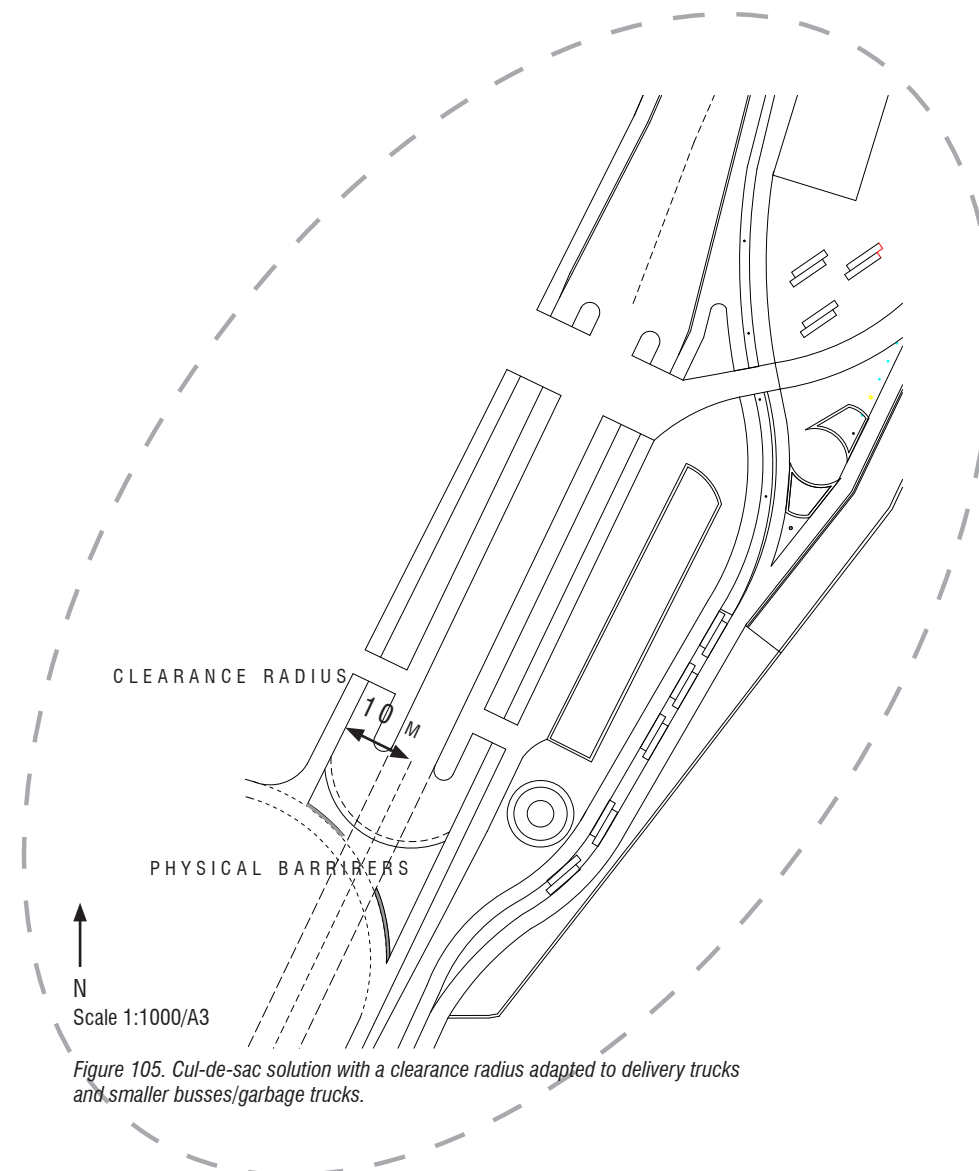 CLEARANCE RADIUS
10 M
PHYSICAL BARRIRERS
N
Scale 1:1000/A3
Figure 105. Cul-de-sac solution with a clearance radius adapted to delivery trucks
and smaller busses/garbage trucks.